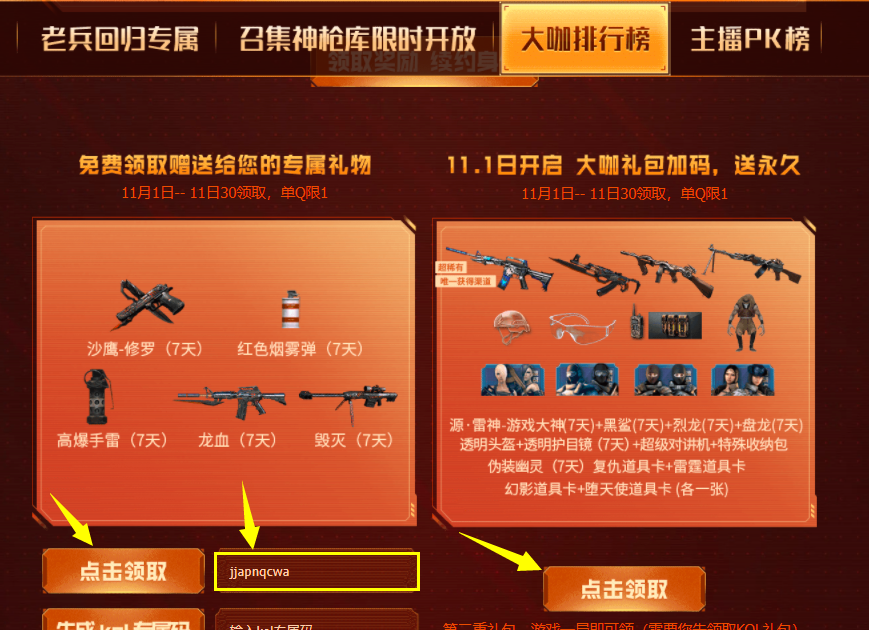 老兵回归专属 召集神枪库限时开放 大咖排行榜 主播PK榜
领取奖励 续约身
免费领取赠送给您的专属礼物
11月1日-- 11日30领取，单Q限1
沙鹰-修罗（7天） 红色烟雾弹（7天）
高爆手雷（7天） 龙血（7天） 毁灭（7天）
点击领取 jjapnqcwa
生成kol专属码 输入kol专属码
11.1日开启 大咖礼包加码，送永久
11月1日-- 11日30领取，单Q限1
超稀有
唯一获得渠道
源·雷神-游戏大神(7天)+黑鲨(7天)+烈龙(7天)+盘龙(7天)
透明头盔+透明护目镜 (7天) +超级对讲机+特殊收纳包
伪装幽灵（7天）复仇道具卡+雷霆道具卡
幻影道具卡+堕天使道具卡 (各一张)
点击领取
第二重礼包，游戏一局即可领（需要您先领取KOL礼包）